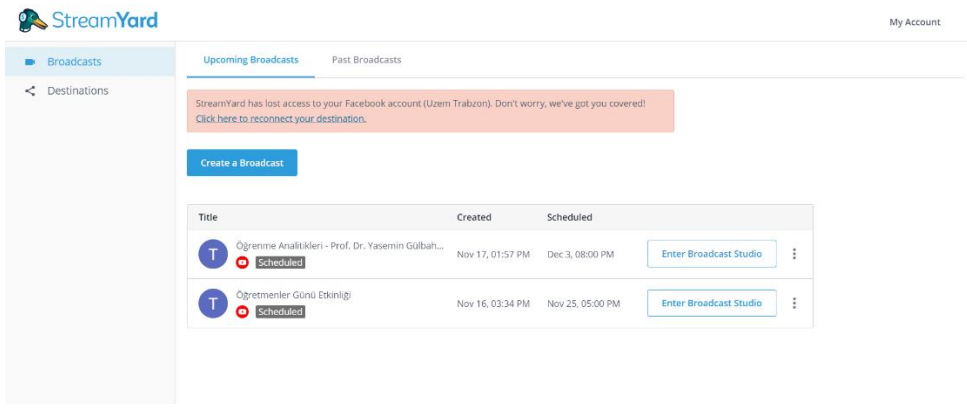 StreamYard
My Account
Broadcasts
Destinations
Upcoming Broadcasts Past Broadcasts
StreamYard has lost access to your Facebook account (Uzem Trabzon). Don't worry, we've got you covered!
Click here to reconnect your destination.
Create a Broadcast
Title Created Scheduled
T
Öğrenme Analitikleri - Prof. Dr. Yasemin Gülbah...
Scheduled
Nov 17, 01:57 PM Dec 3, 08:00 PM Enter Broadcast Studio
T
Öğretmenler Günü Etkinliği
Scheduled
Nov 16, 03:34 PM Nov 25, 05:00 PM Enter Broadcast Studio